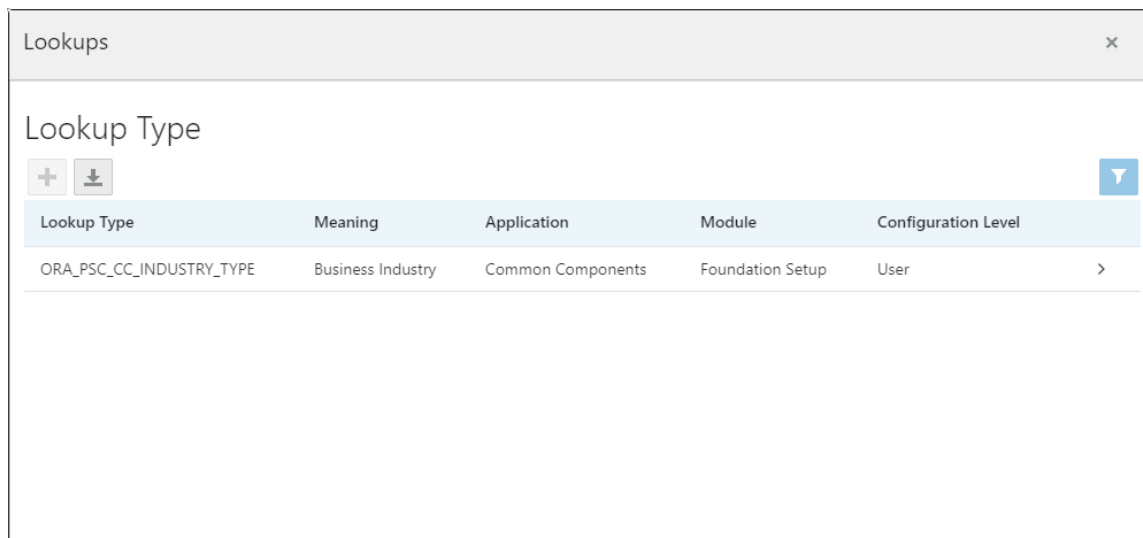 Lookups
Lookup Type
Lookup Type Meaning Application Module Configuration Level
ORA_PSC_CC_INDUSTRY_TYPE Business Industry Common Components Foundation Setup User